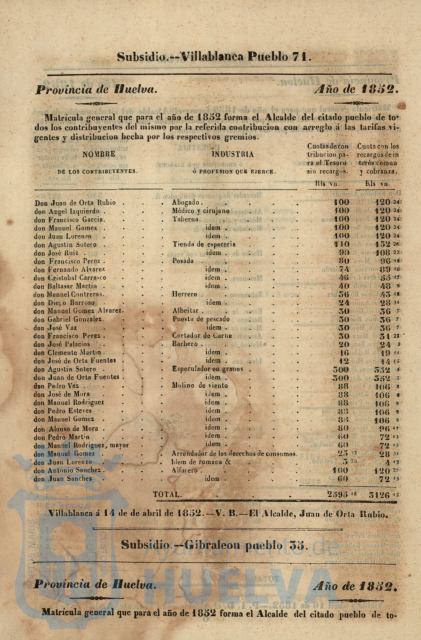 Subsidio.--Villablanca Pueblo 71.
Provincia de Huelva. Año de 1852.
Matricula general que para el año de 1852 forma el Alcalde del citado pueblo de to-
dos los contribuyentes del mismo por la referida contribucion con arreglo á las tarifas vi-
gentes y distribucion hecha por los respectivos gremios.
NOMBRE DE LOS CONTRIBUYENTES. INDUSTRIA Ó PROFESION QUE EJERCE. Cuotas de contribucion para el Tesoro sin recargos. Cuota con los recargos de interés comun y cobranza.
Rls vn. Rls vn.
Don Juan de Orta Rubio Abogado 100 120
don Angel Izquierdo Médico y cirujano 100 120
don Francisco Garcia Taberna 100 120
don Manuel Gomez idem 100 120
don Juan Lorenzo idem 100 120
don Agustin Sotero Tienda de especeria 110 132
don José Ruiz idem 90 108
don Francisco Perez Posada 80 96
don Fernando Alvarez idem 74 89
don Cristobal Carrasco idem 46 55
don Baltasar Martin idem 40 48
don Manuel Contreras Herrero 36 43
don Diego Barroso idem 24 28
don Manuel Gomez Alvarez Albeitar 30 36
don Gabriel Gonzalez Puesto de pescado 30 36
don José Vaz idem 30 36
don Francisco Perez Cortador de Carne 30 31
don José Palacios Barbero 20 24
don Clemente Martin idem 16 19
don José de Orta Fuentes idem 12 14
don Agustin Sotero Especulador en granos 300 352
don Juan de Orta Fuentes idem 300 352
don Pedro Vaz Molino de viento 88 106
don José de Mora idem 88 106
don Manuel Rodriguez idem 88 106
don Pedro Esteves idem 88 106
don Manuel Gomez idem 88 106
don Alonso de Mora idem 80 96
don Pedro Martin idem 60 72
don Manuel Rodriguez, mayor idem 60 72
don Manuel Gomez Arrendador de los derechos de consumos. 28
don Juan Lorenzo Idem de romana & 4
don Antonio Sanchez Alfarero 100 120
don Juan Sanchez idem 60 72
TOTAL. 2595 3126
Villablanca á 14 de de abril de 1852.--V. B.--El Alcalde, Juan de Orta Rubio.
Subsidio.--Gibraleon pueblo 35.
Provincia de Huelva. Año de 1852.
Matricula general que para el año de 1852 forma el Alcalde del citado pueblo de to-
HUELVA